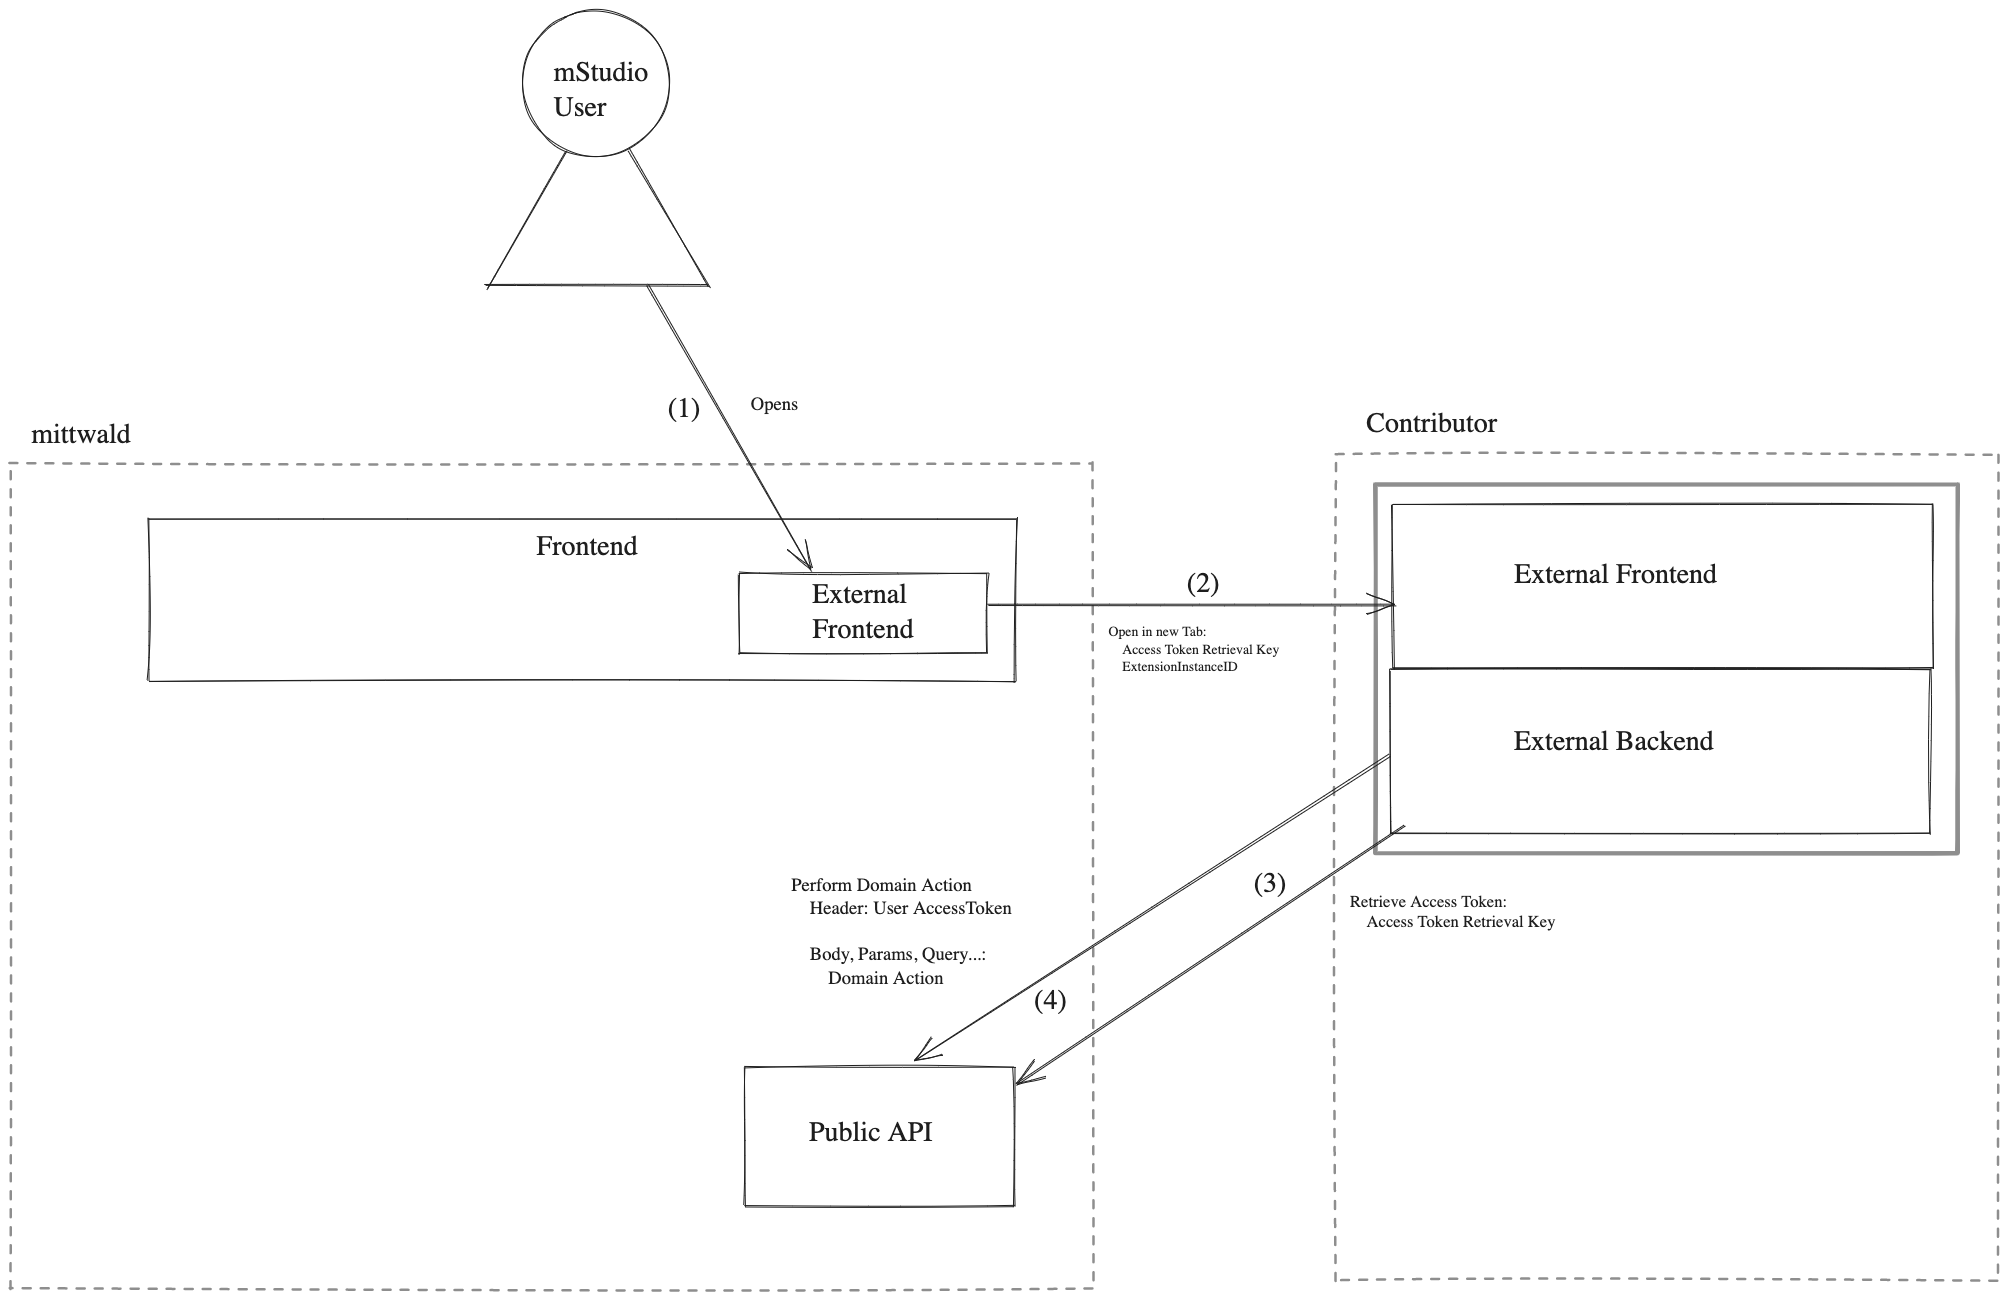 mStudio
User
(1)
Opens
mittwald
Contributor
Frontend
External
Frontend
(2)
Open in new Tab:
Access Token Retrieval Key
ExtensionInstanceID
External Frontend
External Backend
Perform Domain Action
Header: User AccessToken
Body, Params, Query...:
Domain Action
(3)
Retrieve Access Token:
Access Token Retrieval Key
(4)
Public API